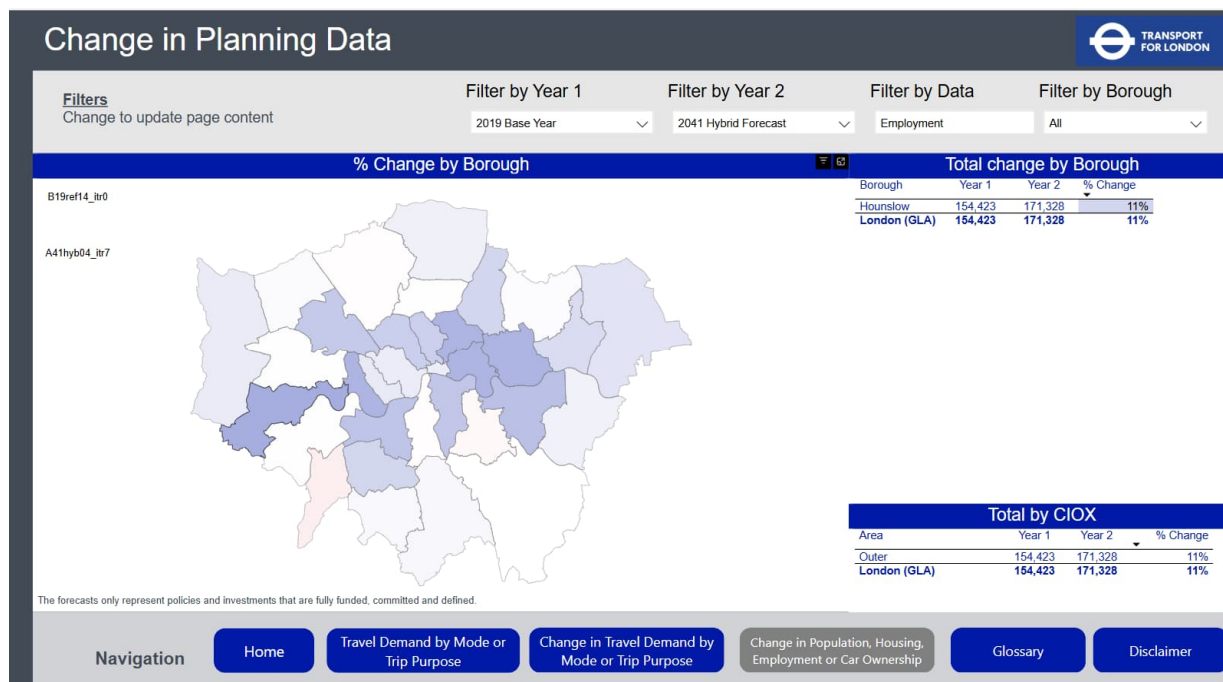 Change in Planning Data
TRANSPORT
FOR LONDON
Filters
Change to update page content
Filter by Year 1
2019 Base Year
Filter by Year 2
2041 Hybrid Forecast
Filter by Data
Employment
Filter by Borough
All
% Change by Borough
B19ref14_itr0
A41hyb04_itr7
The forecasts only represent policies and investments that are fully funded, committed and defined.
Total change by Borough
Borough Year 1 Year 2 % Change
Hounslow 154,423 171,328 11%
London (GLA) 154,423 171,328 11%
Total by CIOX
Area Year 1 Year 2 % Change
Outer 154,423 171,328 11%
London (GLA) 154,423 171,328 11%
Navigation
Home
Travel Demand by Mode or
Trip Purpose
Change in Travel Demand by
Mode or Trip Purpose
Change in Population, Housing,
Employment or Car Ownership
Glossary
Disclaimer